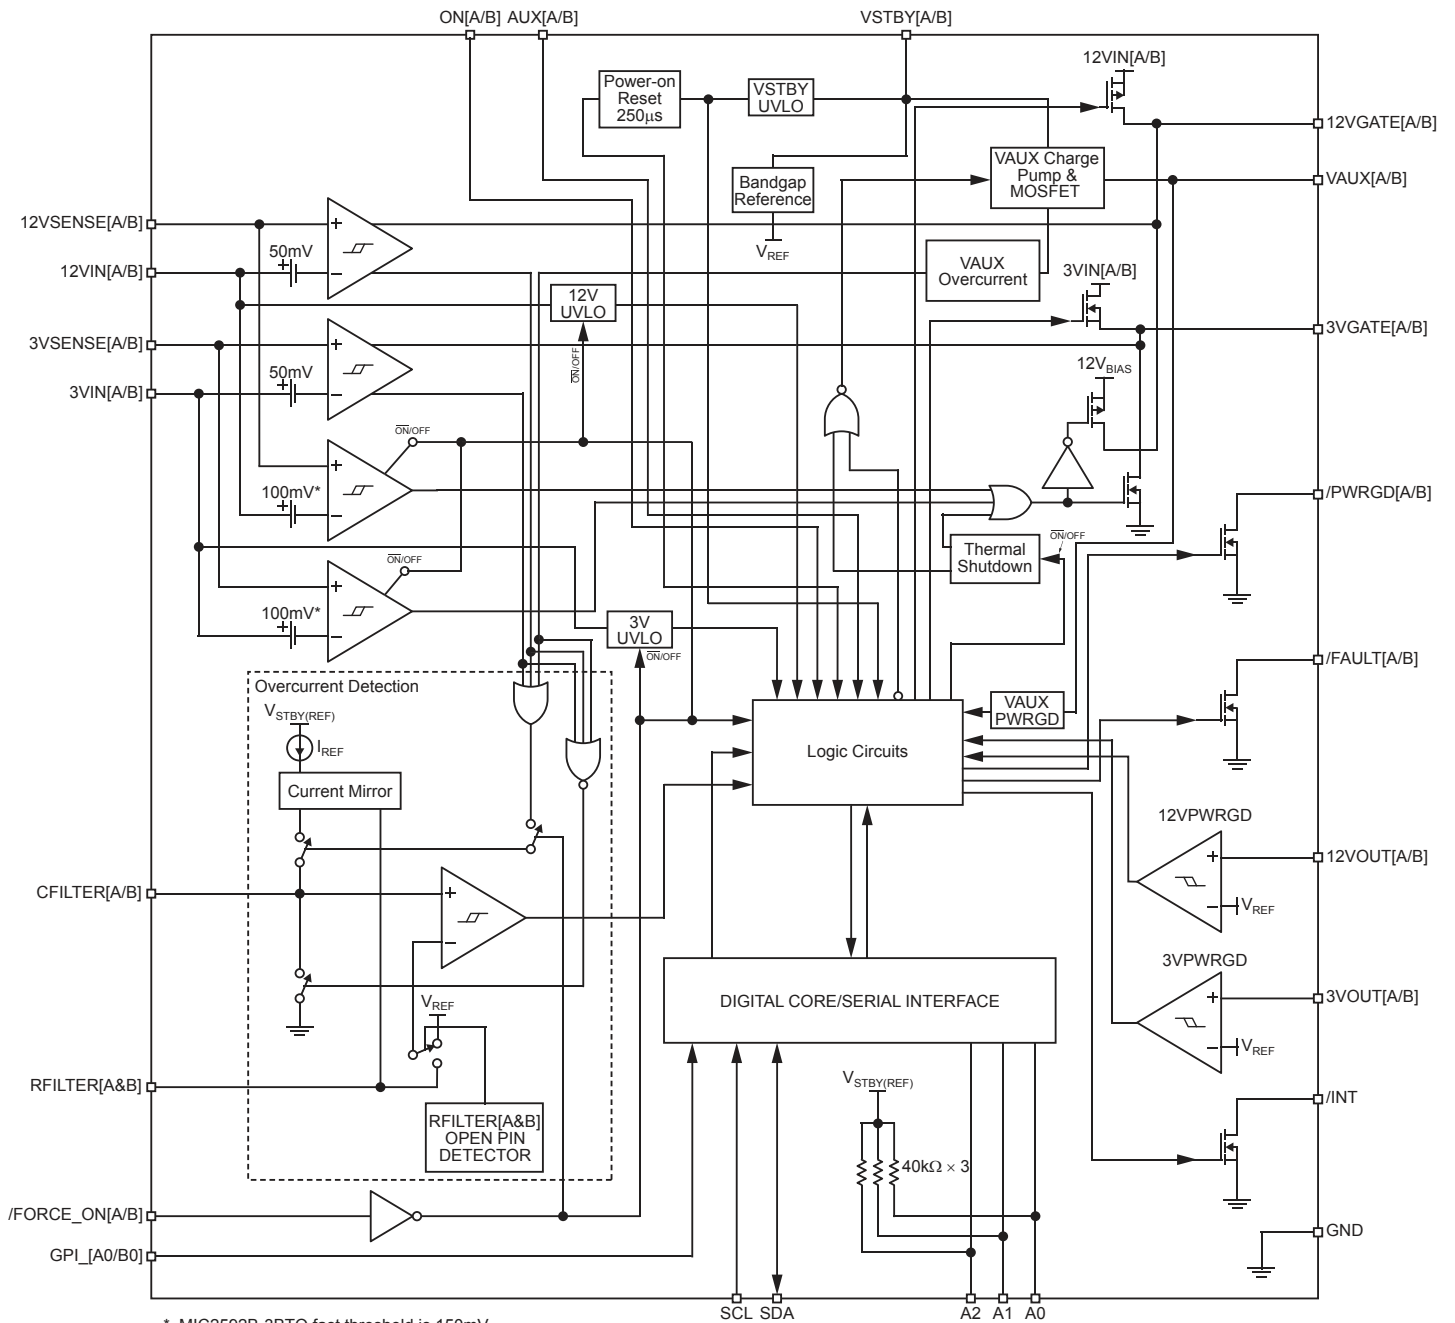 ON[A/B] AUX[A/B]
VSTBY[A/B]
12VIN[A/B]
Power-on
Reset
250µs
VSTBY
UVLO
12VGATE[A/B]
VAUX Charge
Pump &
MOSFET
VAUX[A/B]
Bandgap
Reference
VREF
12VSENSE[A/B]
50mV
12VIN[A/B]
VAUX
Overcurrent
3VIN[A/B]
12V
UVLO
3VGATE[A/B]
3VSENSE[A/B]
ON/OFF
50mV
3VIN[A/B]
12VBIAS
ON/OFF
100mV*
/PWRGD[A/B]
ON/OFF
Thermal
Shutdown
ON/OFF
100mV*
3V
UVLO
ON/OFF
/FAULT[A/B]
Overcurrent Detection
VSTBY(REF)
IREF
VAUX
PWRGD
Logic Circuits
Current Mirror
12VPWRGD
12VOUT[A/B]
CFILTER[A/B]
VREF
3VPWRGD
DIGITAL CORE/SERIAL INTERFACE
3VOUT[A/B]
VREF
VREF
RFILTER[A&B]
VSTBY(REF)
/INT
RFILTER[A&B]
OPEN PIN
DETECTOR
40kΩ × 3
/FORCE_ON[A/B]
GND
GPI_[A0/B0]
SCL SDA
A2 A1 A0